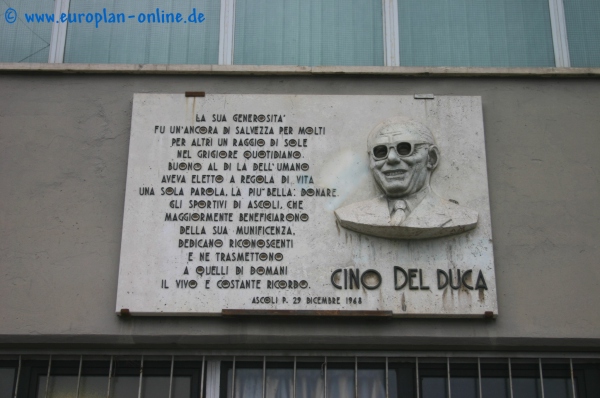 © www.europlan-online.de
LA SUA GENEROSITA'
FU UN'ANCORA DI SALVEZZA PER MOLTI
PER ALTRI UN RAGGIO DI SOLE
NEL GRIGIORE QUOTIDIANO.
BUONO AL DI LA DELL'UMANO
AVEVA ELETTO A REGOLA DI VITA
UNA SOLA PAROLA, LA PIU' BELLA: DONARE.
GLI SPORTIVI DI ASCOLI, CHE
MAGGIORMENTE BENEFICIARONO
DELLA SUA MUNIFICENZA,
DEDICANO RICONOSCENTI
E NE TRASMETTONO
A QUELLI DI DOMANI
IL VIVO E COSTANTE RICORDO.
CINO DEL DUCA
ASCOLI P. 29 DICEMBRE 1968